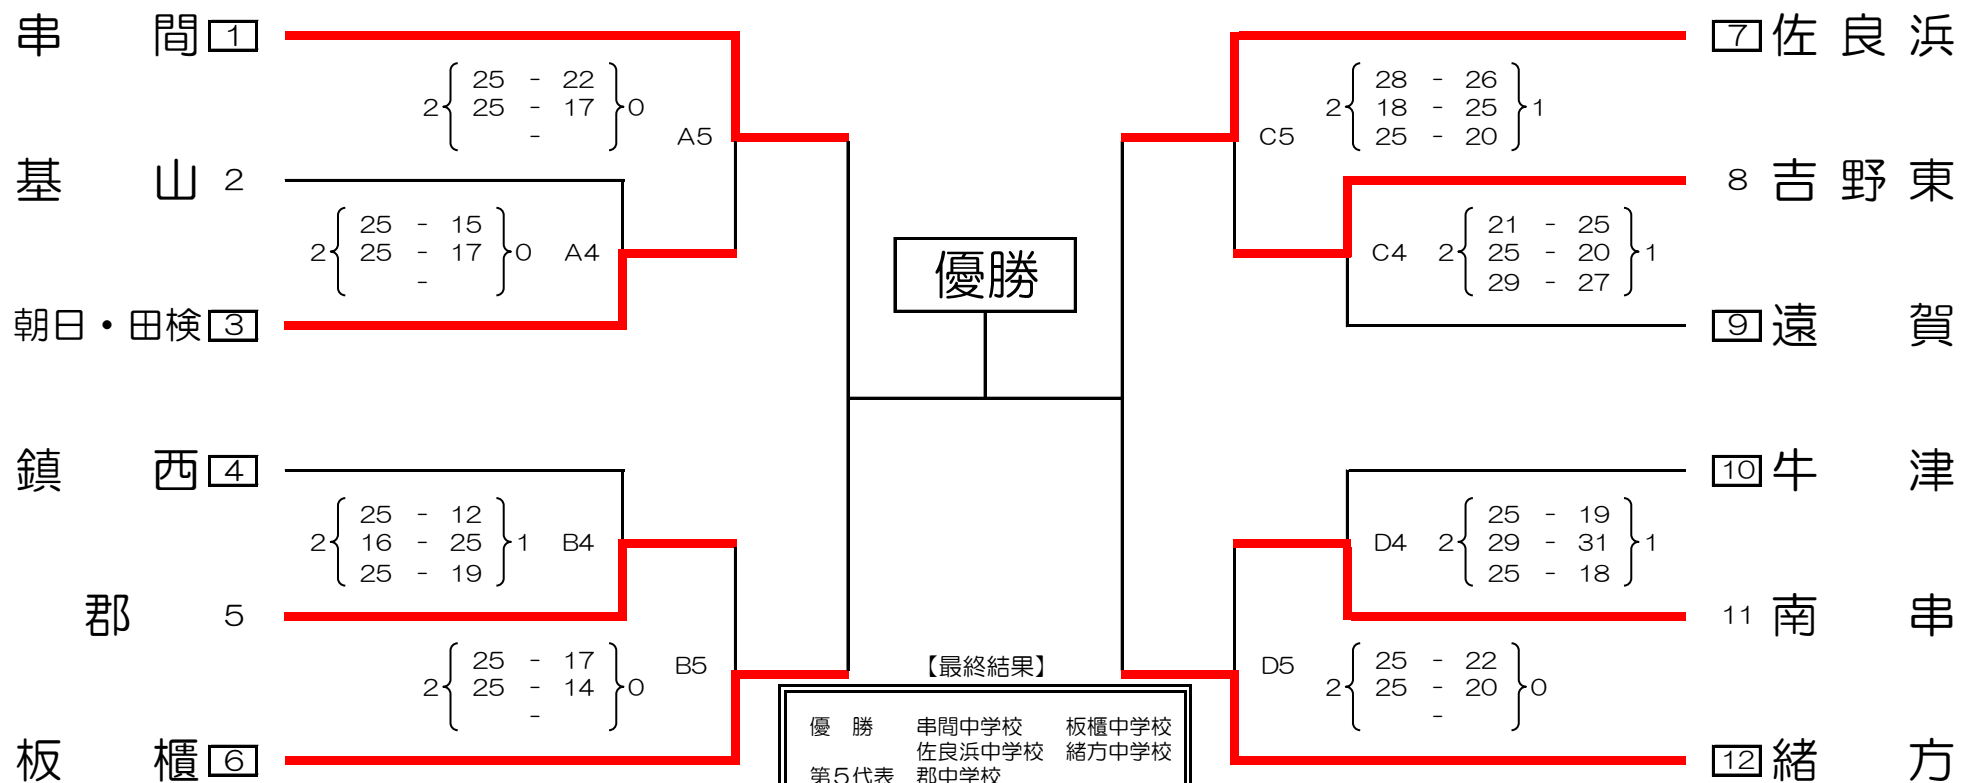 串間 1
25 - 22
2 25 - 17 0
-
A5
基山 2
25 - 15
2 25 - 17 0 A4
-
朝日・田検 3
鎮西 4
25 - 12
2 16 - 25 1 B4
25 - 19
郡 5
25 - 17 B5
2 25 - 14 0
-
板櫃 6
優勝
7 佐良浜
28 - 26
2 18 - 25 1
C5 25 - 20
8 吉野東
21 - 25
C4 2 25 - 20 1
29 - 27
9 遠賀
10 牛津
25 - 19
D4 2 29 - 31 1
25 - 18
11 南串
D5 25 - 22
2 25 - 20 0
-
12 緒方
【最終結果】
優 勝 串間中学校 板櫃中学校
佐良浜中学校 緒方中学校
第5代表 郡中学校